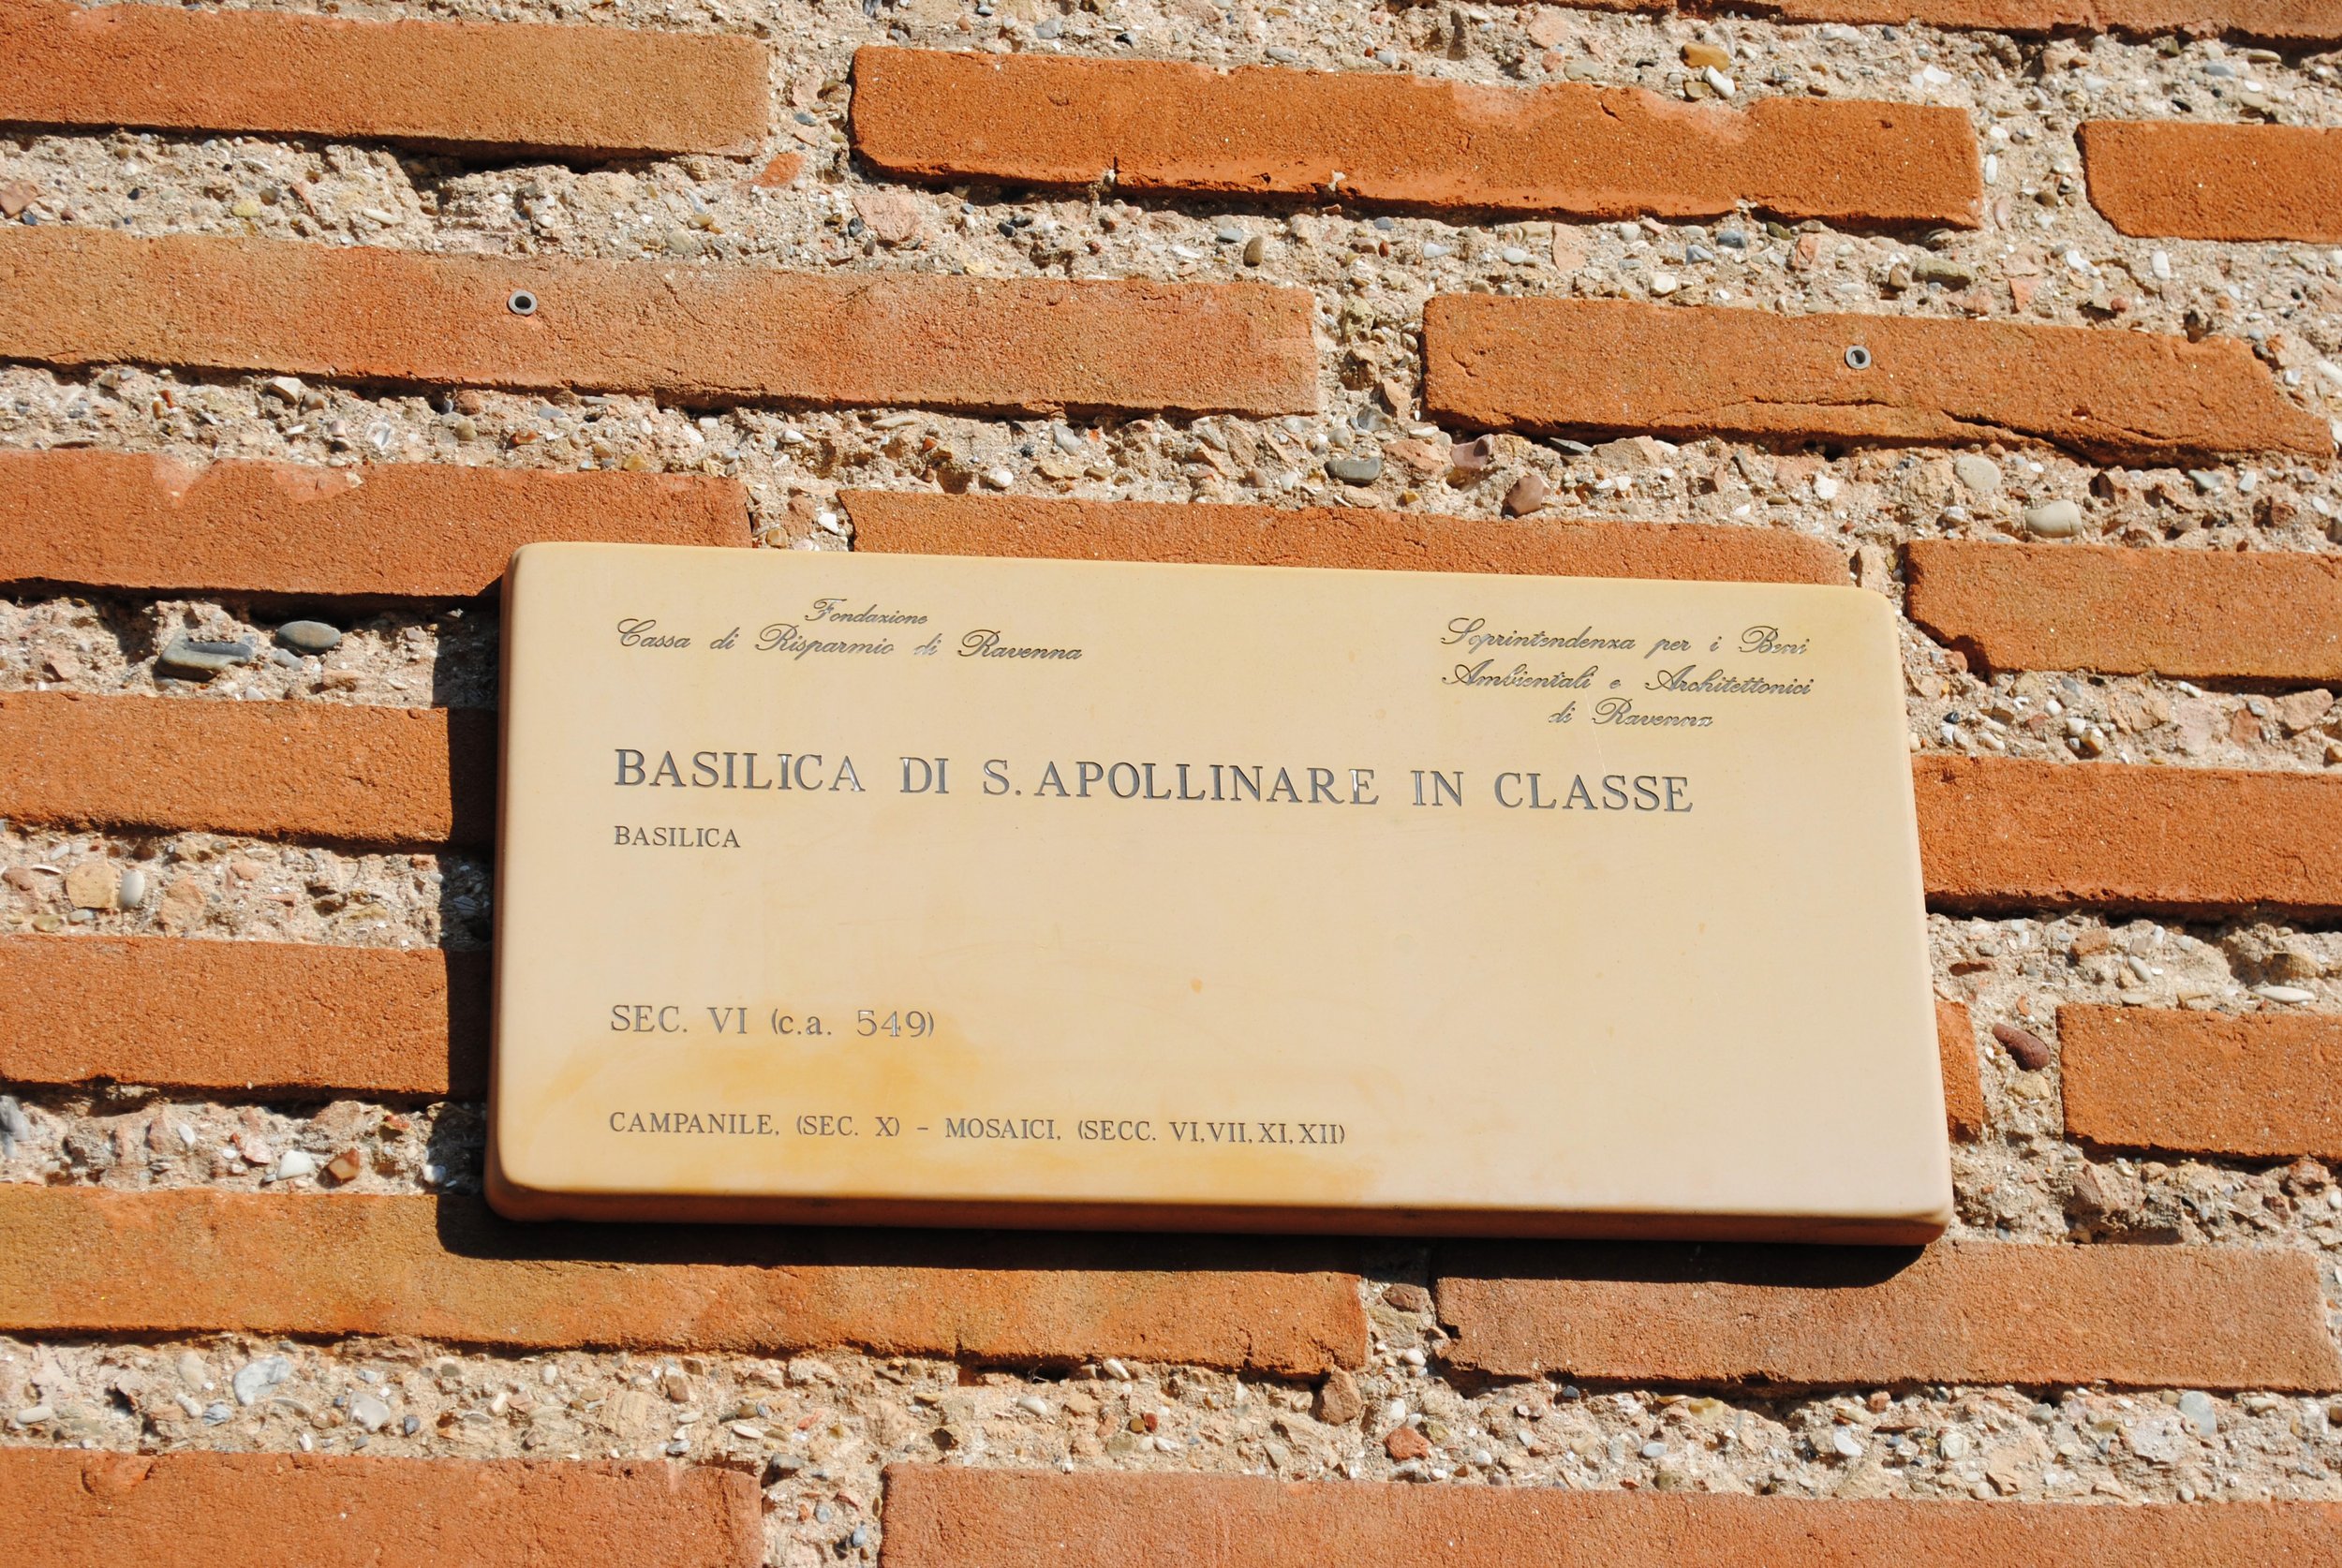 Fondazione
Cassa di Risparmio di Ravenna
Soprintendenza per i Beni
Ambientali e Architettonici
di Ravenna
BASILICA DI S. APOLLINARE IN CLASSE
BASILICA
SEC. VI (c.a. 549)
CAMPANILE, (SEC. X) – MOSAICI, (SECC. VI, VII, XI, XII)